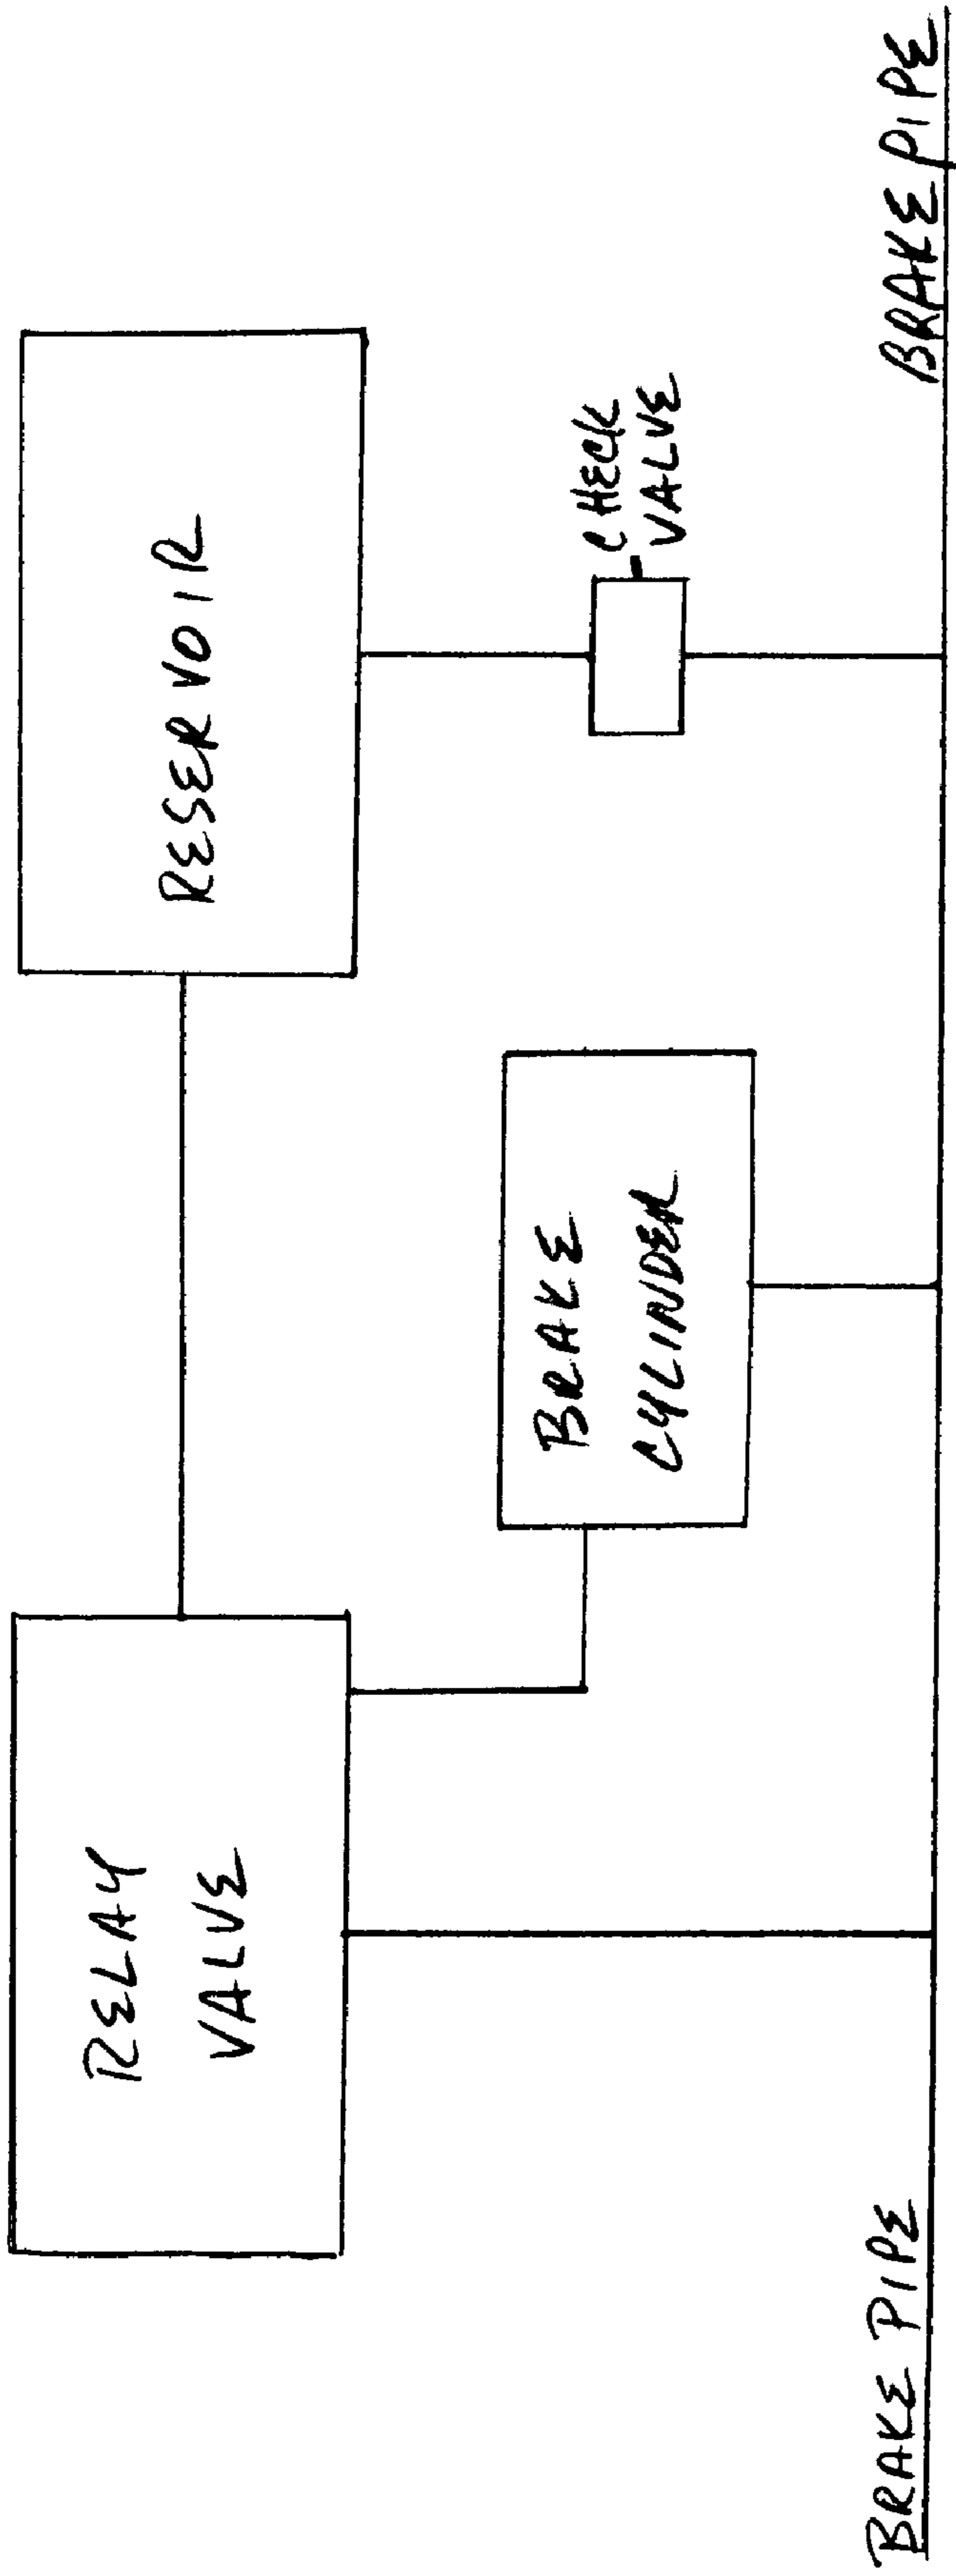 RELAY
VALVE
RESERVOIR
BRAKE
CYLINDER
CHECK
VALVE
BRAKE PIPE
BRAKE PIPE